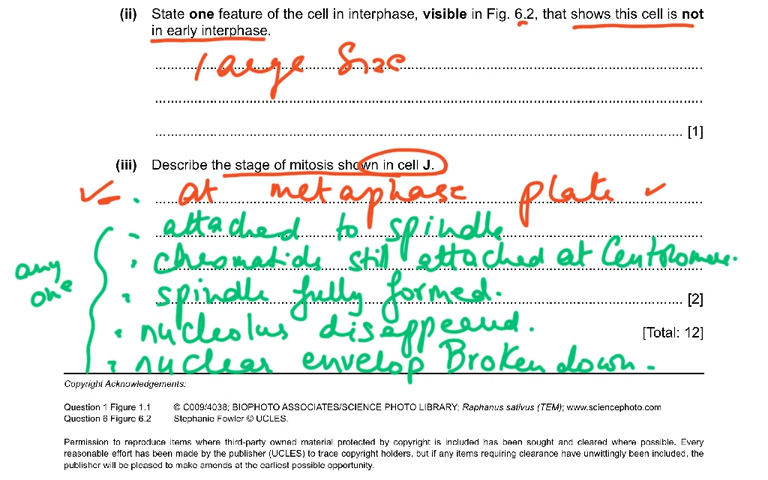 (ii) State one feature of the cell in interphase, visible in Fig. 6.2, that shows this cell is not
in early interphase.
large size
[1]
(iii) Describe the stage of mitosis shown in cell J.
✓ . at metaphase plate ✓
- attached to spindle
. chromatids still attached at Centromere.
any
one
. spindle fully formed.
[2]
. nucleolus disappeard.
[Total: 12]
. nuclear envelop Broken down.
Copyright Acknowledgements:
Question 1 Figure 1.1 © C009/4038; BIOPHOTO ASSOCIATES/SCIENCE PHOTO LIBRARY; Raphanus sativus (TEM); www.sciencephoto.com
Question 6 Figure 6.2 Stephanie Fowler © UCLES.
Permission to reproduce items where third-party owned material protected by copyright is included has been sought and cleared where possible. Every
reasonable effort has been made by the publisher (UCLES) to trace copyright holders, but if any items requiring clearance have unwittingly been included, the
publisher will be pleased to make amends at the earliest possible opportunity.